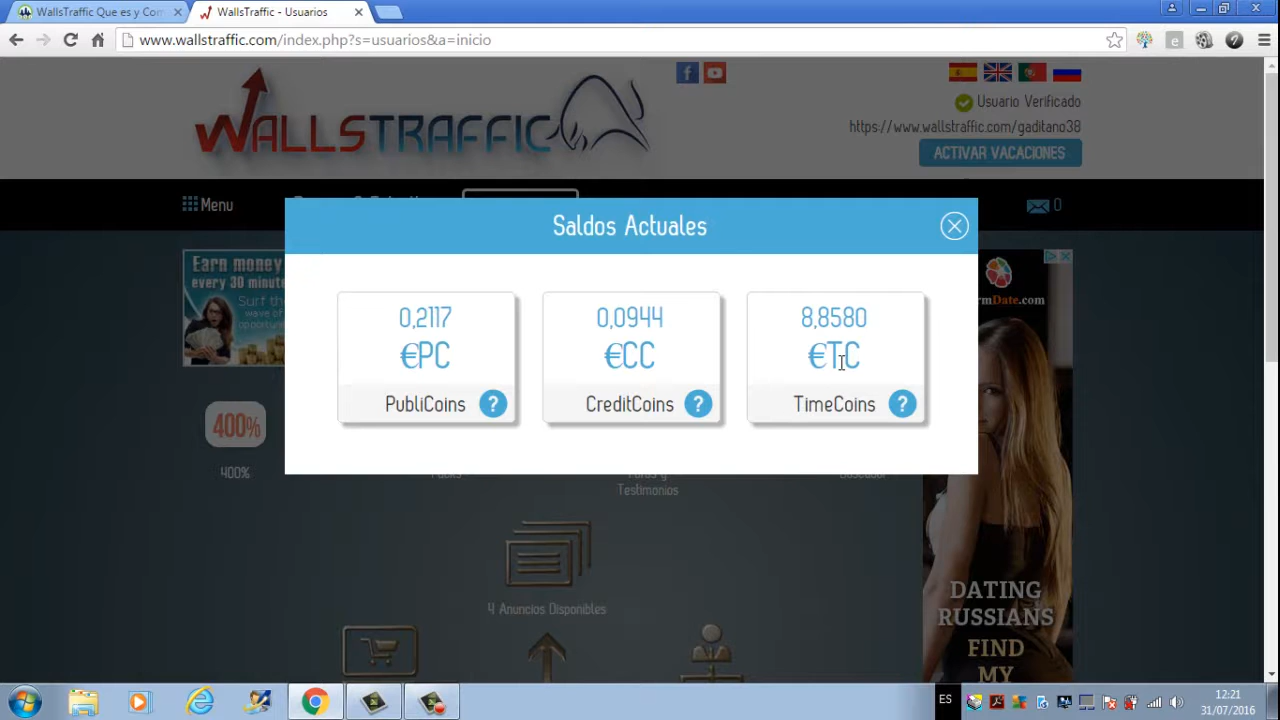 WallsTraffic Que es y Com
WallsTraffic - Usuarios
www.wallstraffic.com/index.php?s=usuarios&a=inicio
WALLSTRAFFIC
Usuario Verificado
https://www.wallstraffic.com/gaditano38
ACTIVAR VACACIONES
Menu
0
Saldos Actuales
Earn money
every 30 minut
Surf t
wave o
opportuni
rmDate.com
0,2117
€PC
PubliCoins ?
0,0944
€CC
CreditCoins ?
8,8580
€TC
TimeCoins ?
400%
400%
Testimonios
4 Anuncios Disponibles
DATING
RUSSIANS
FIND
MY
ES
12:21
31/07/2016